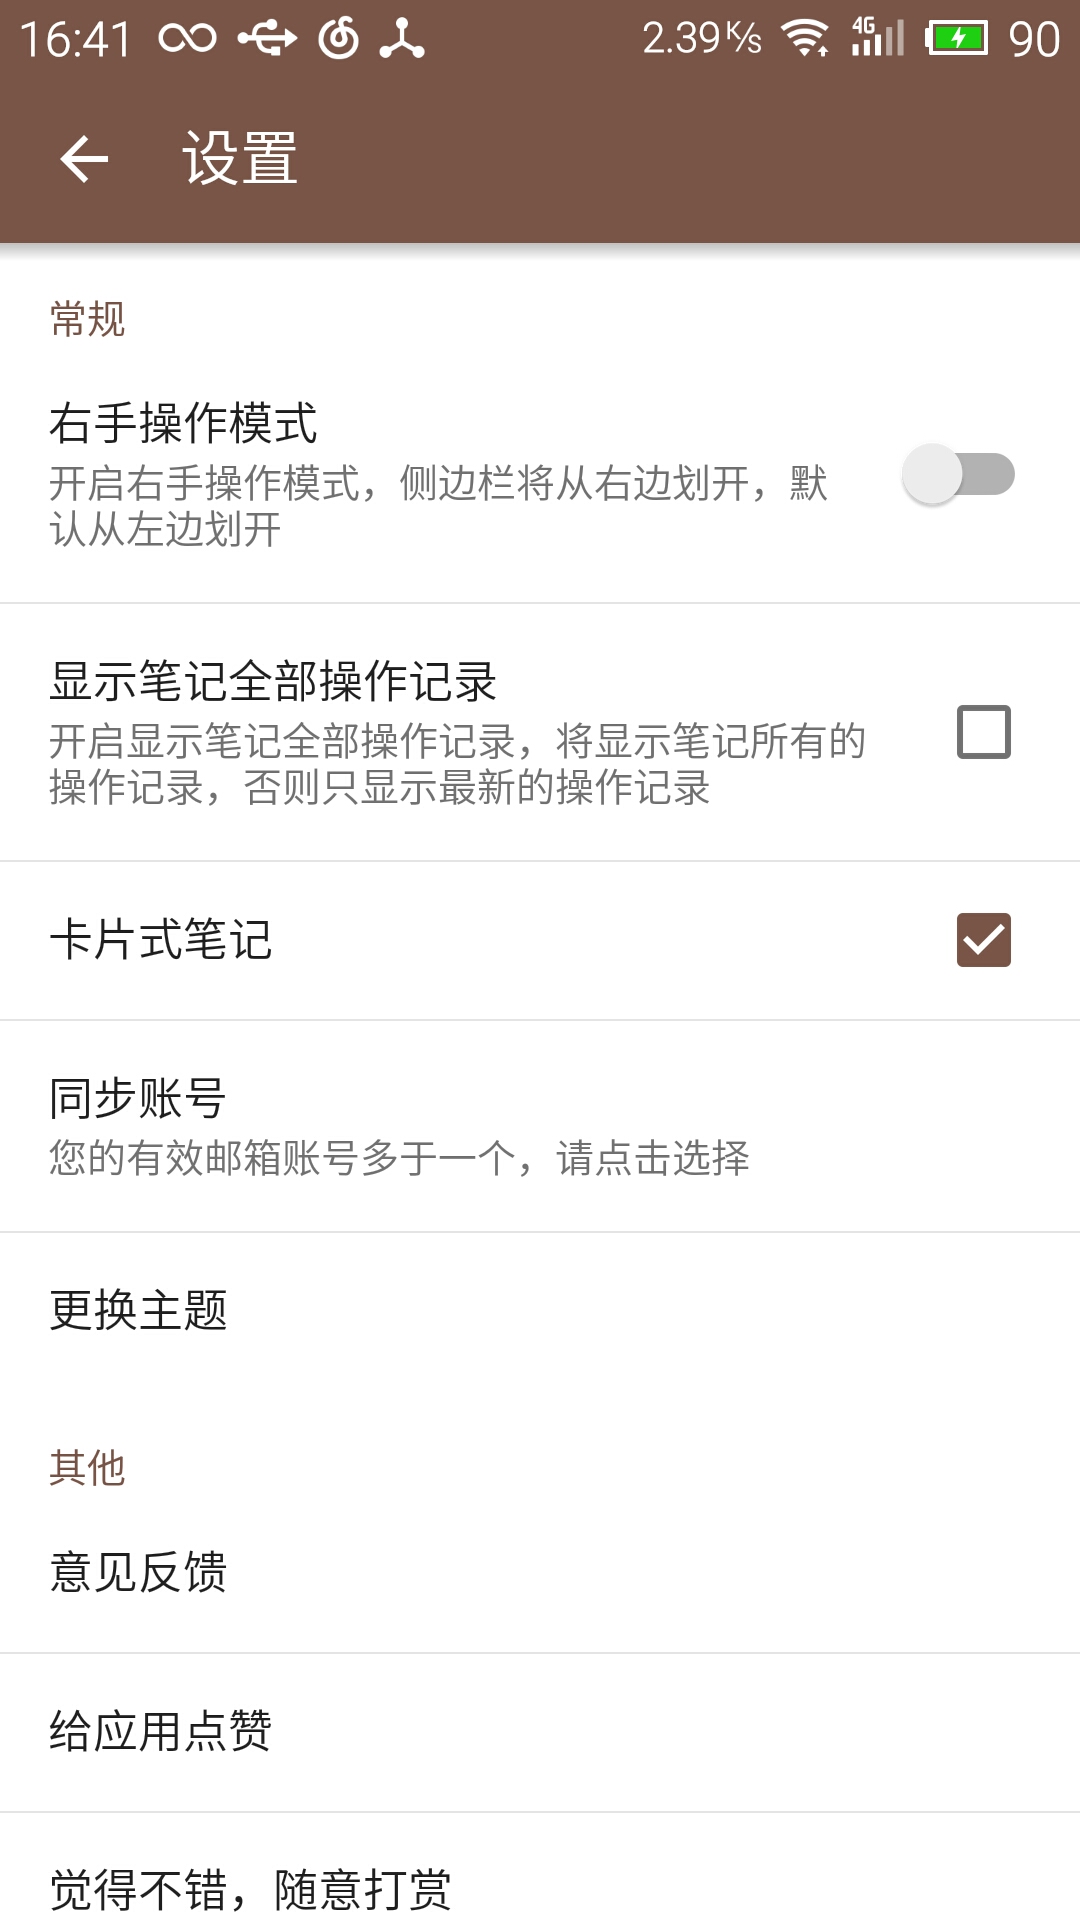 16:41 2.39K/s 4G 90
设置
常规
右手操作模式
开启右手操作模式，侧边栏将从右边划开，默
认从左边划开
显示笔记全部操作记录
开启显示笔记全部操作记录，将显示笔记所有的
操作记录，否则只显示最新的操作记录
卡片式笔记
同步账号
您的有效邮箱账号多于一个，请点击选择
更换主题
其他
意见反馈
给应用点赞
觉得不错，随意打赏